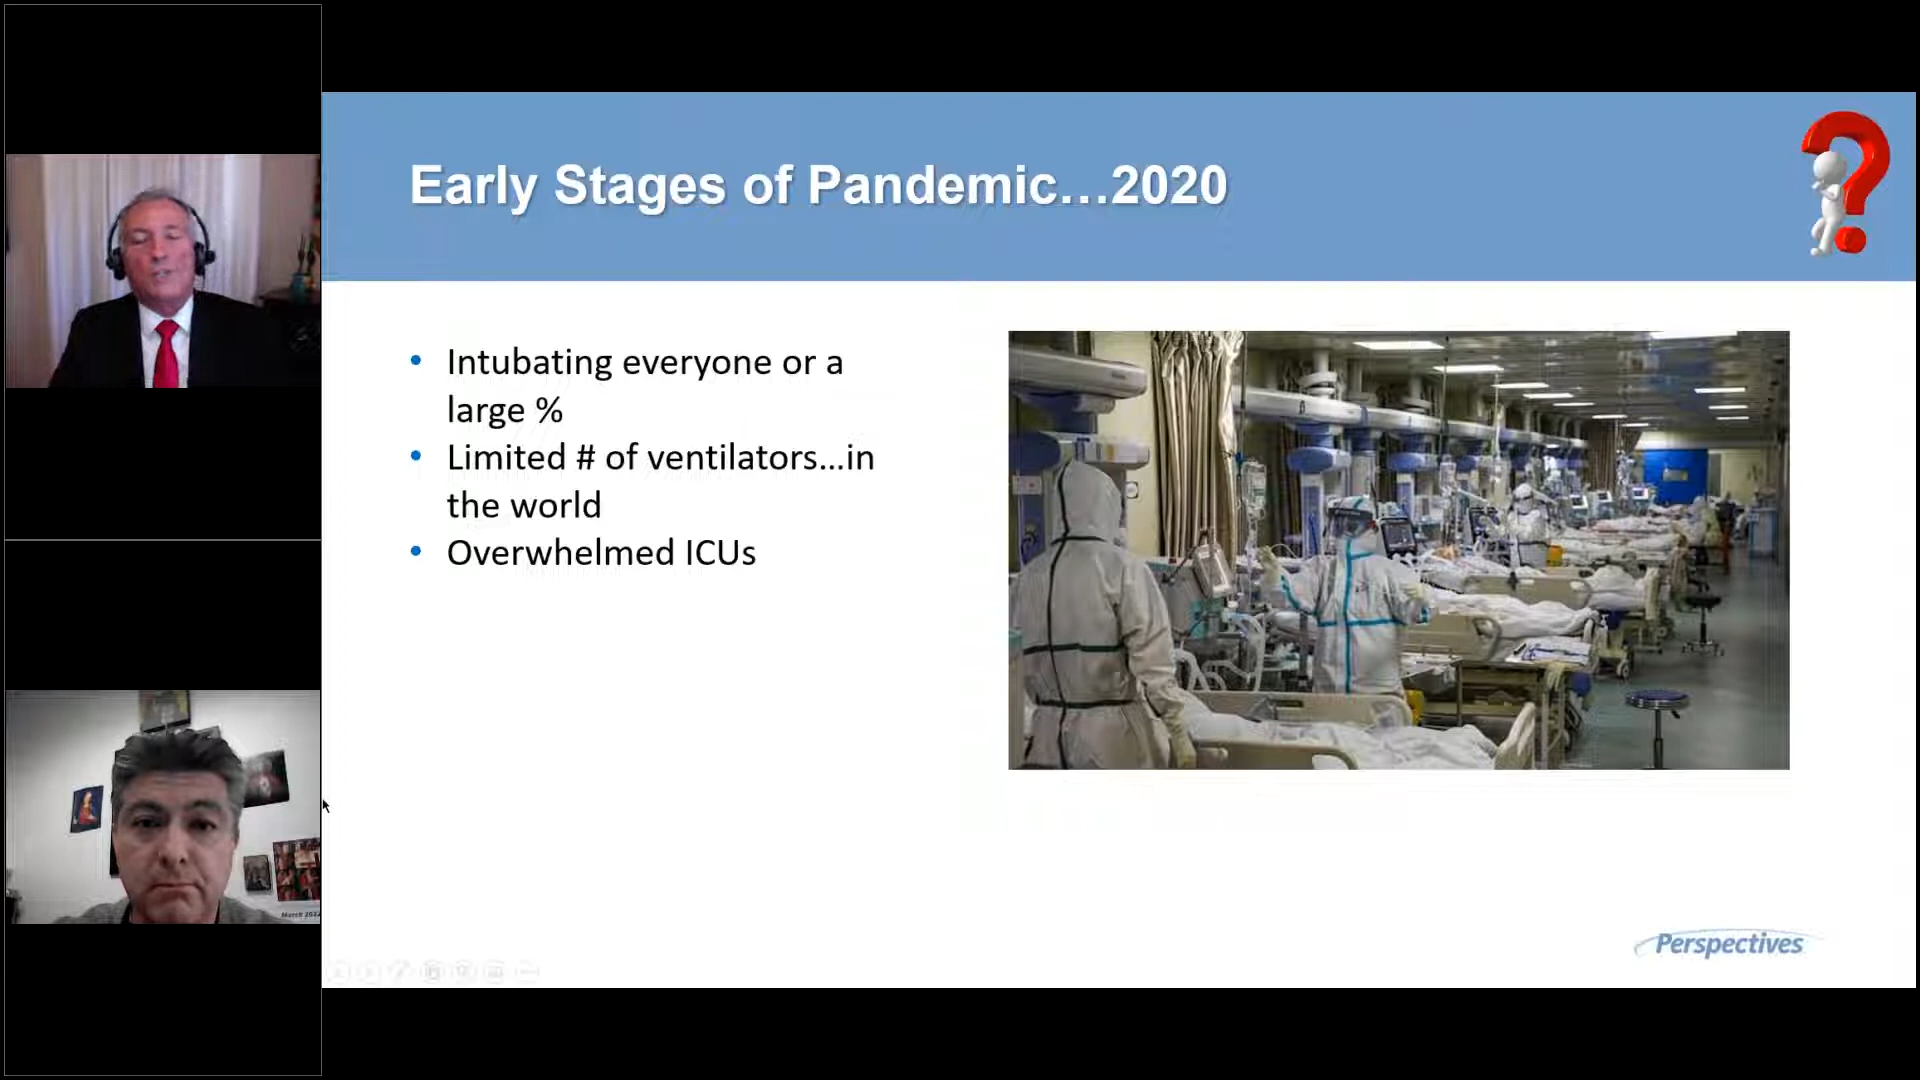 Early Stages of Pandemic…2020
• Intubating everyone or a
large %
• Limited # of ventilators…in
the world
• Overwhelmed ICUs
Perspectives